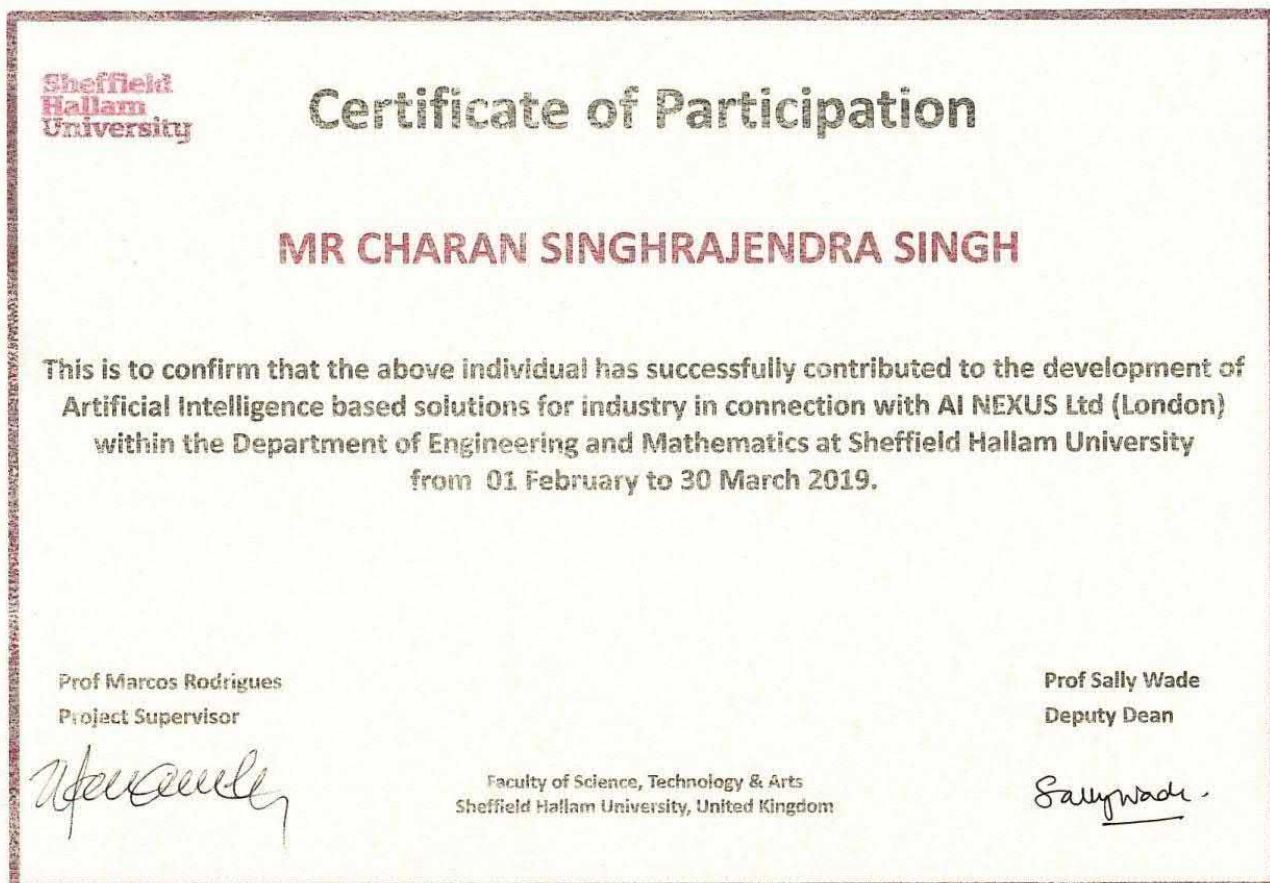 Sheffield
Hallam
University
Certificate of Participation
MR CHARAN SINGHRAJENDRA SINGH
This is to confirm that the above individual has successfully contributed to the development of
Artificial Intelligence based solutions for industry in connection with AI NEXUS Ltd (London)
within the Department of Engineering and Mathematics at Sheffield Hallam University
from 01 February to 30 March 2019.
Prof Marcos Rodrigues
Project Supervisor
Prof Sally Wade
Deputy Dean
Faculty of Science, Technology & Arts
Sheffield Hallam University, United Kingdom
Sally Wade.